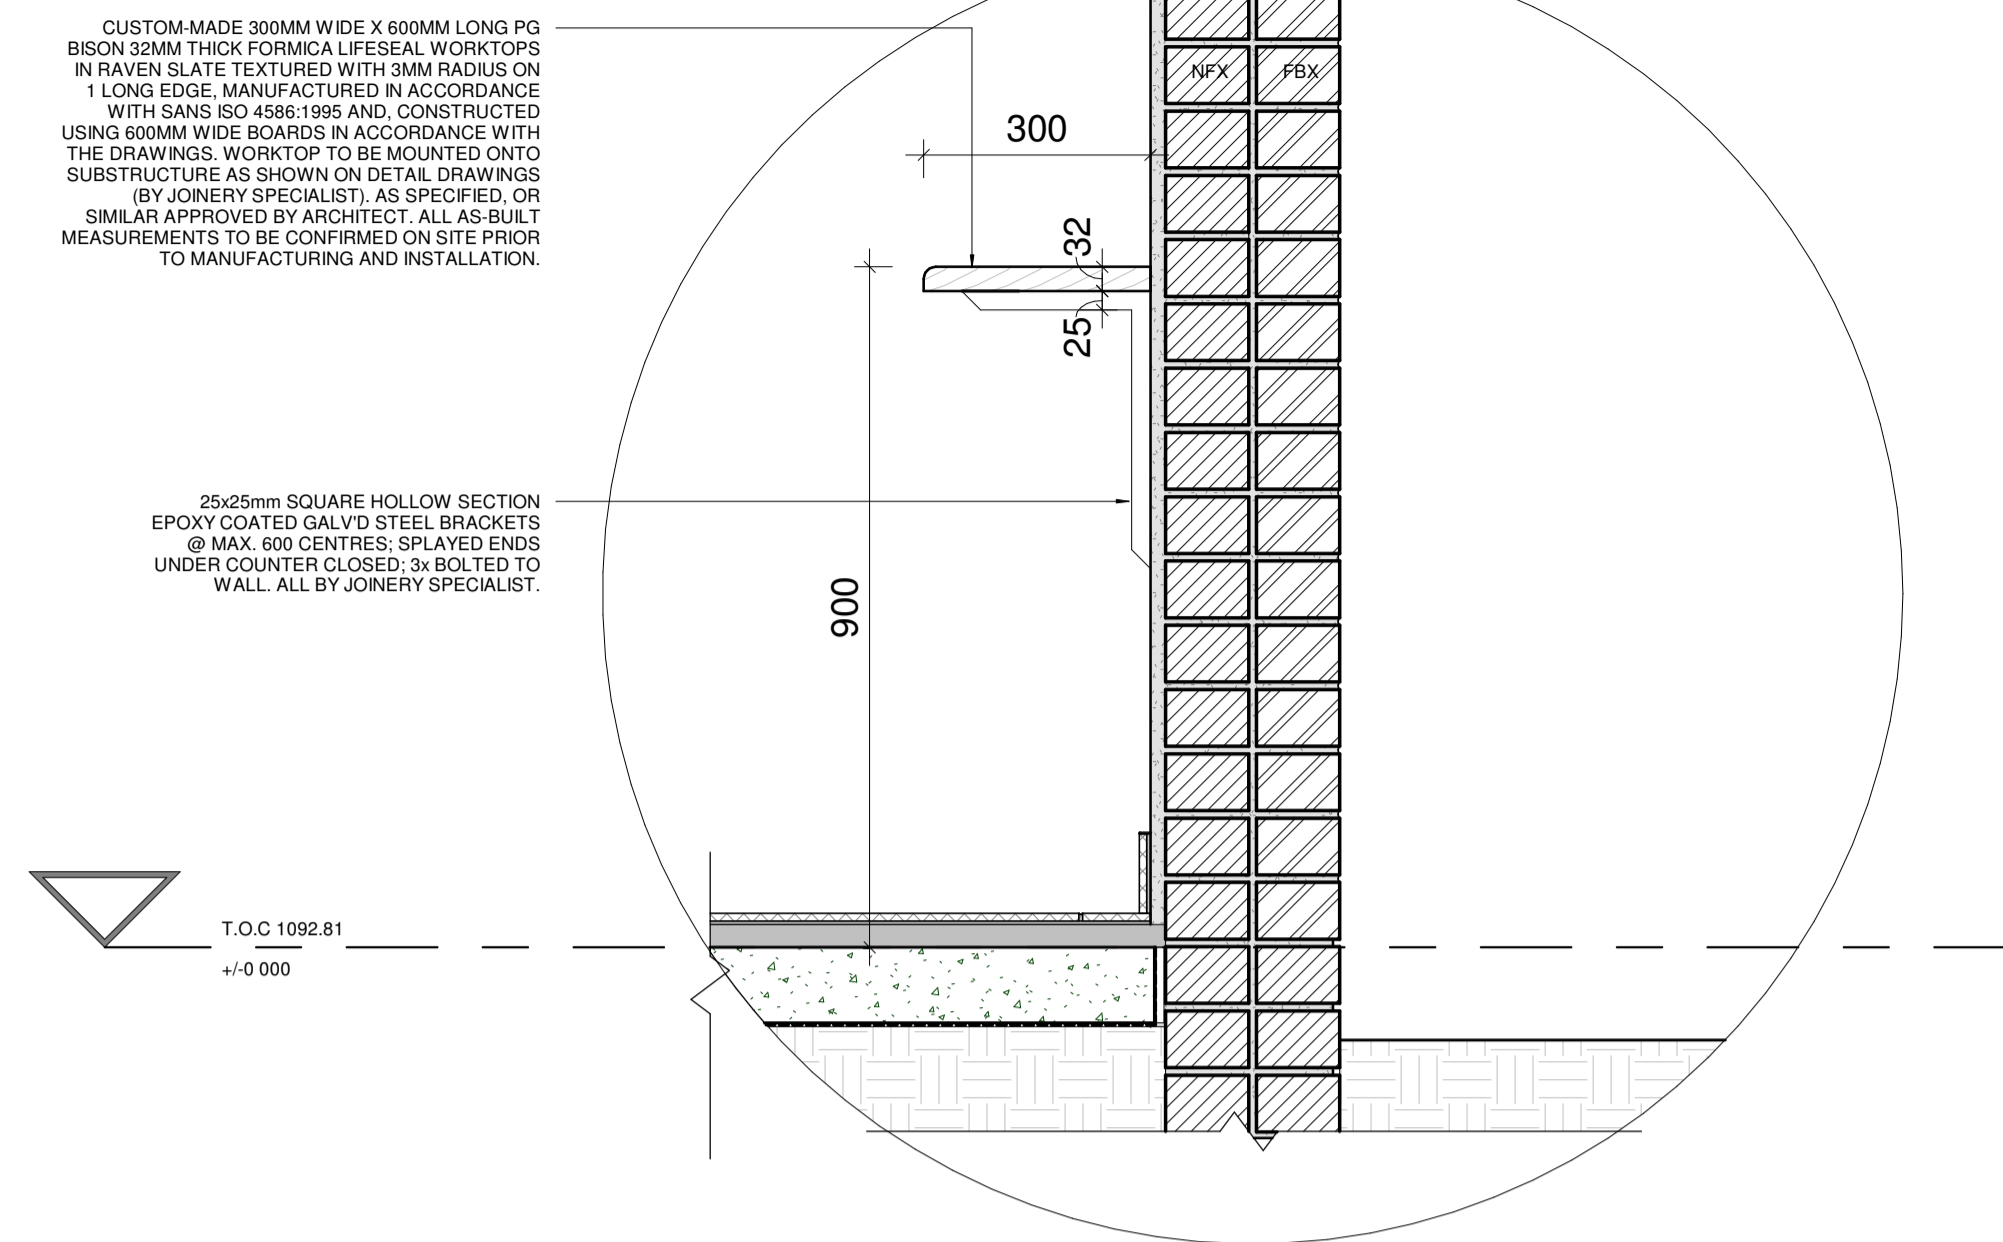 CUSTOM-MADE 300MM WIDE X 600MM LONG PG
BISON 32MM THICK FORMICA LIFESEAL WORKTOPS
IN RAVEN SLATE TEXTURED WITH 3MM RADIUS ON
1 LONG EDGE, MANUFACTURED IN ACCORDANCE
WITH SANS ISO 4586:1995 AND, CONSTRUCTED
USING 600MM WIDE BOARDS IN ACCORDANCE WITH
THE DRAWINGS. WORKTOP TO BE MOUNTED ONTO
SUBSTRUCTURE AS SHOWN ON DETAIL DRAWINGS
(BY JOINERY SPECIALIST). AS SPECIFIED, OR
SIMILAR APPROVED BY ARCHITECT. ALL AS-BUILT
MEASUREMENTS TO BE CONFIRMED ON SITE PRIOR
TO MANUFACTURING AND INSTALLATION.
NFX
FBX
300
32
25
25x25mm SQUARE HOLLOW SECTION
EPOXY COATED GALV'D STEEL BRACKETS
@ MAX. 600 CENTRES; SPLAYED ENDS
UNDER COUNTER CLOSED; 3x BOLTED TO
WALL. ALL BY JOINERY SPECIALIST.
900
T.O.C 1092.81
+/-0 000